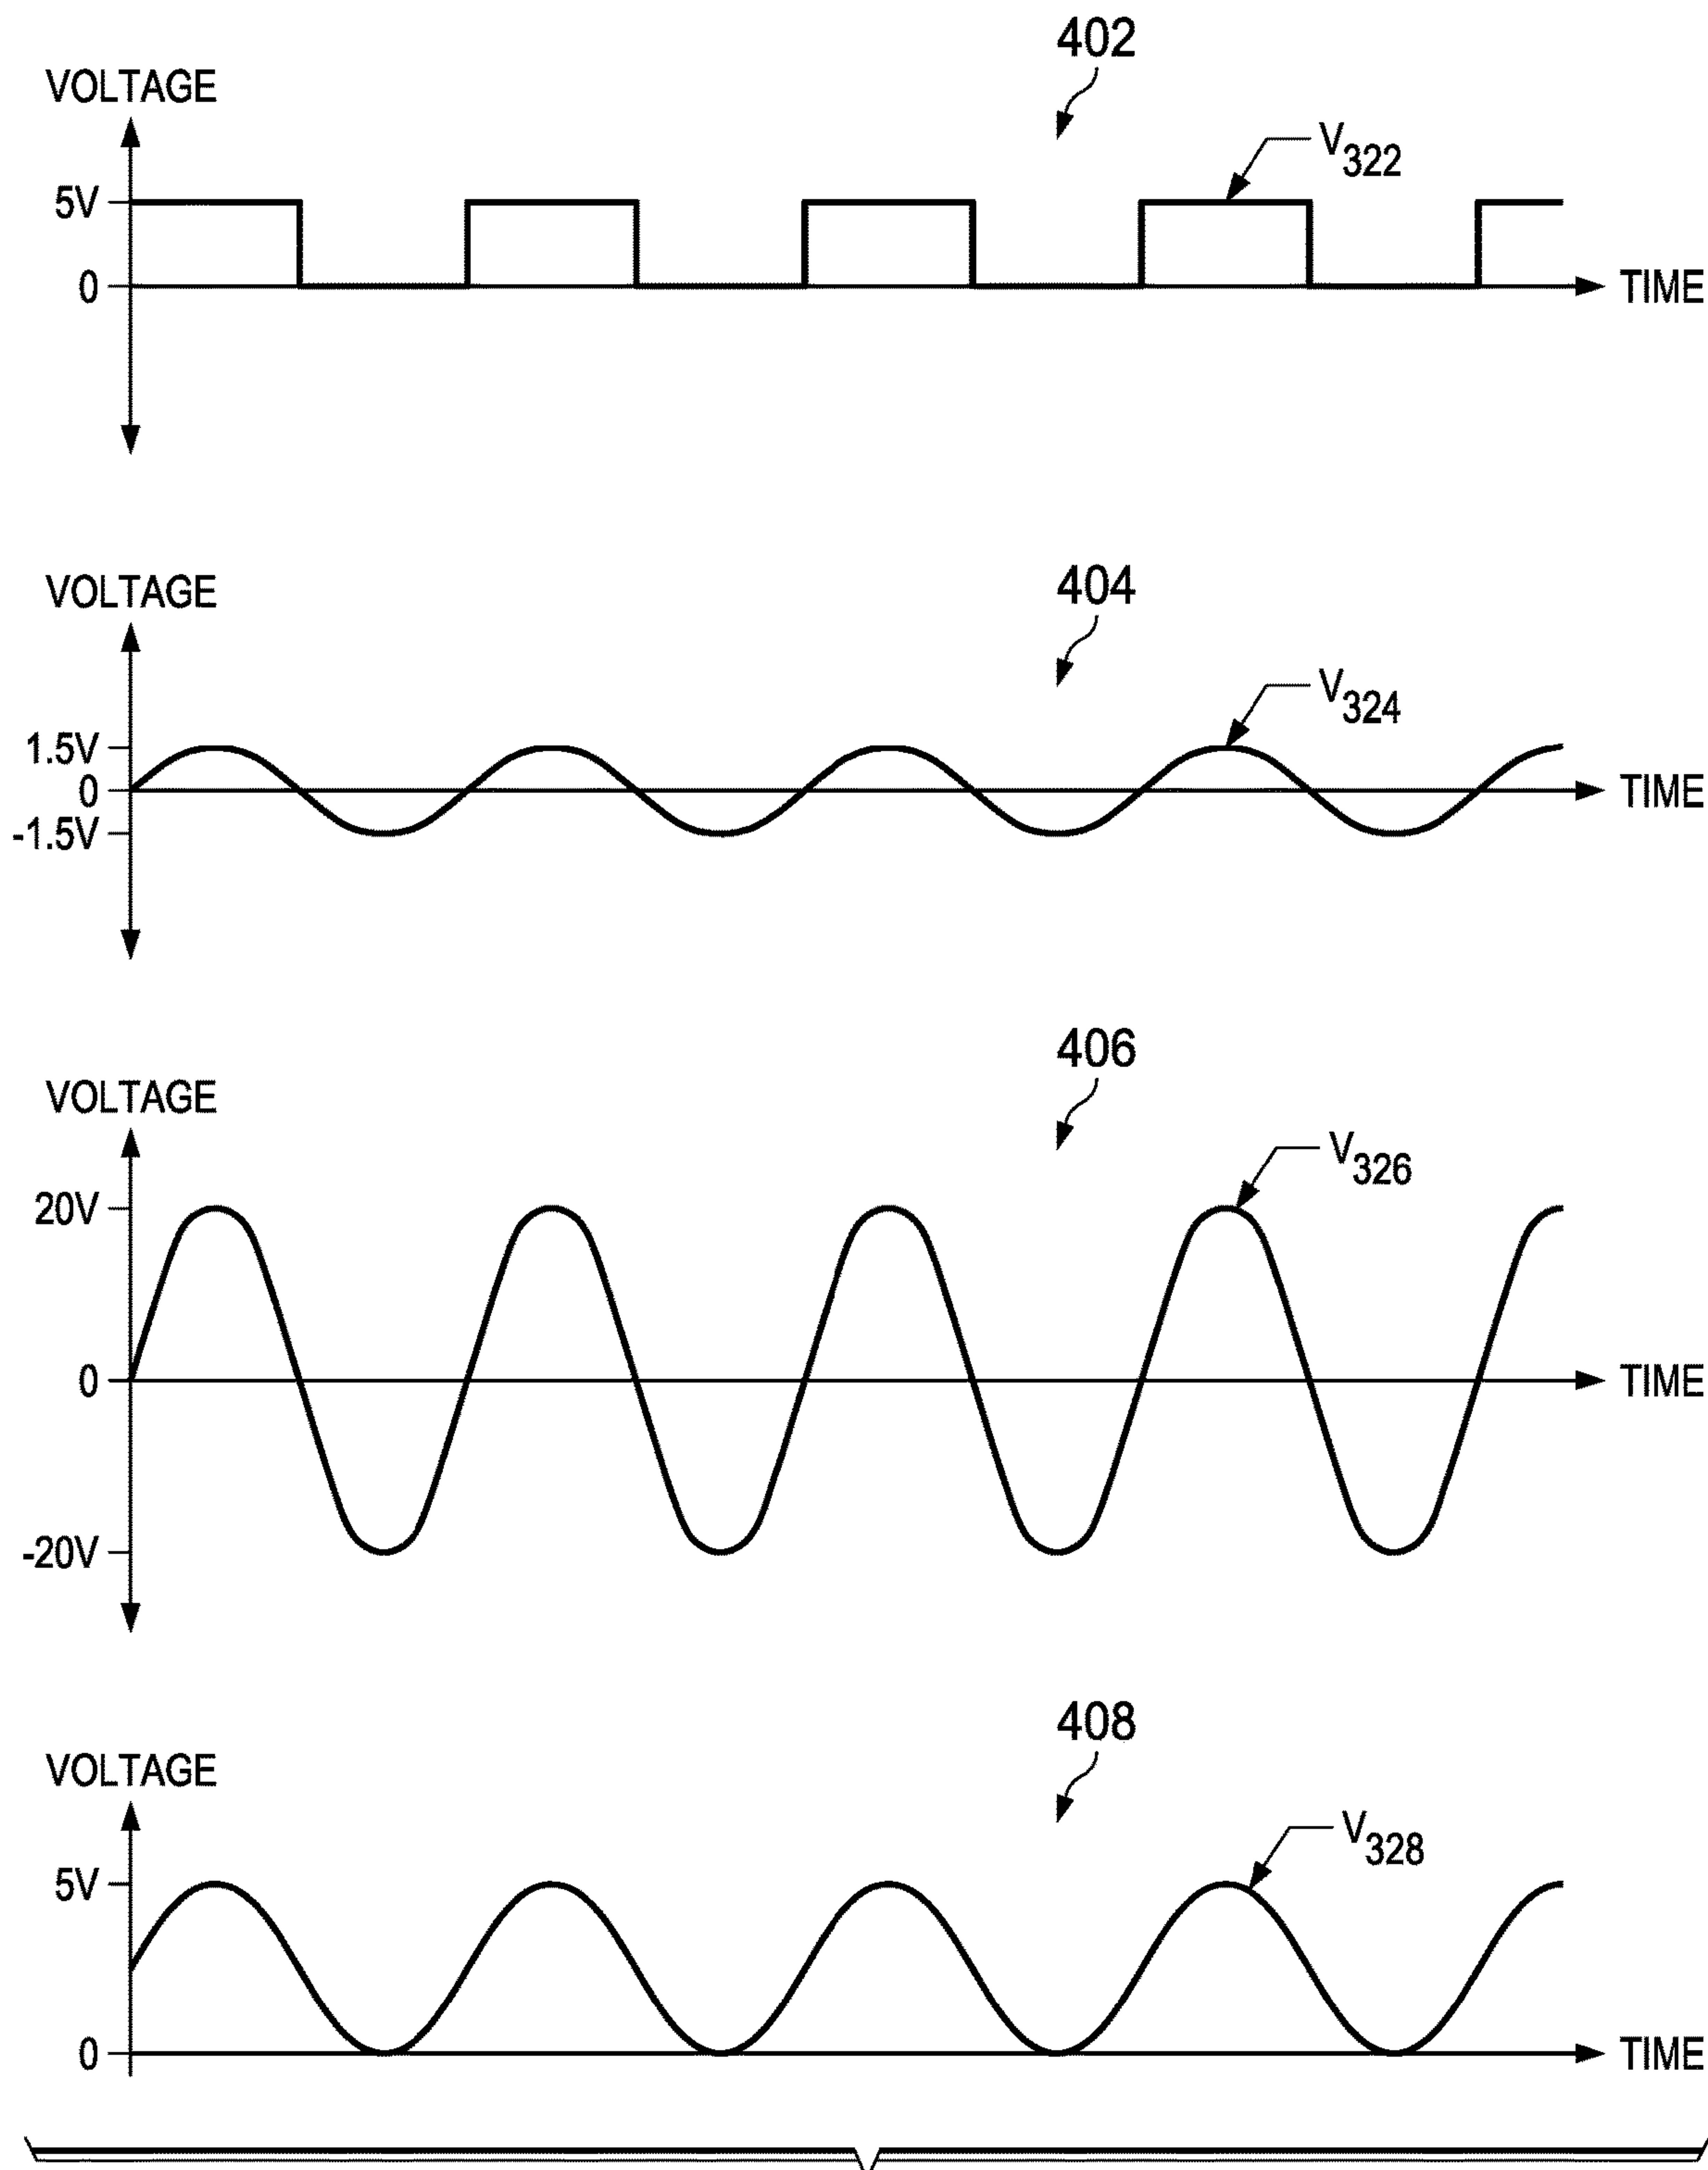 402
VOLTAGE
V322
5V
0
TIME
404
VOLTAGE
V324
1.5V
0
TIME
-1.5V
406
VOLTAGE
V326
20V
0
TIME
-20V
408
VOLTAGE
V328
5V
0
TIME